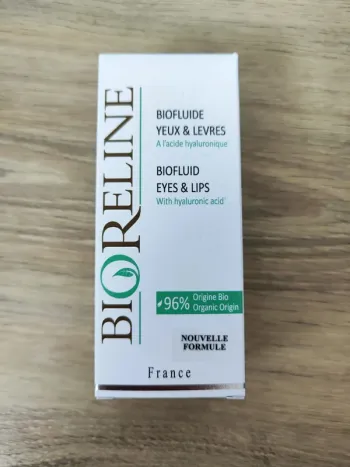 BIORELINE
BIOFLUIDE
YEUX & LEVRES
A l'acide hyaluronique
BIOFLUID
EYES & LIPS
With hyaluronic acid
96% Origine Bio
Organic Origin
NOUVELLE
FORMULE
France